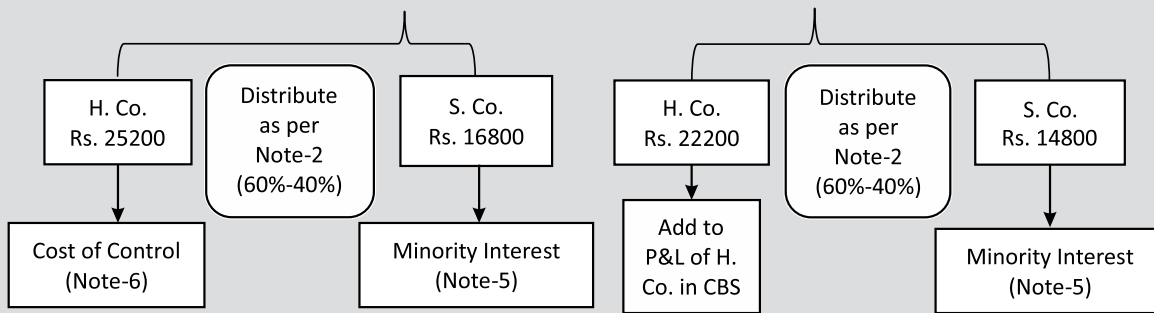 H. Co.
Rs. 25200
Distribute
as per
Note-2
(60%-40%)
S. Co.
Rs. 16800
Cost of Control
(Note-6)
Minority Interest
(Note-5)
H. Co.
Rs. 22200
Distribute
as per
Note-2
(60%-40%)
S. Co.
Rs. 14800
Add to
P&L of H.
Co. in CBS
Minority Interest
(Note-5)